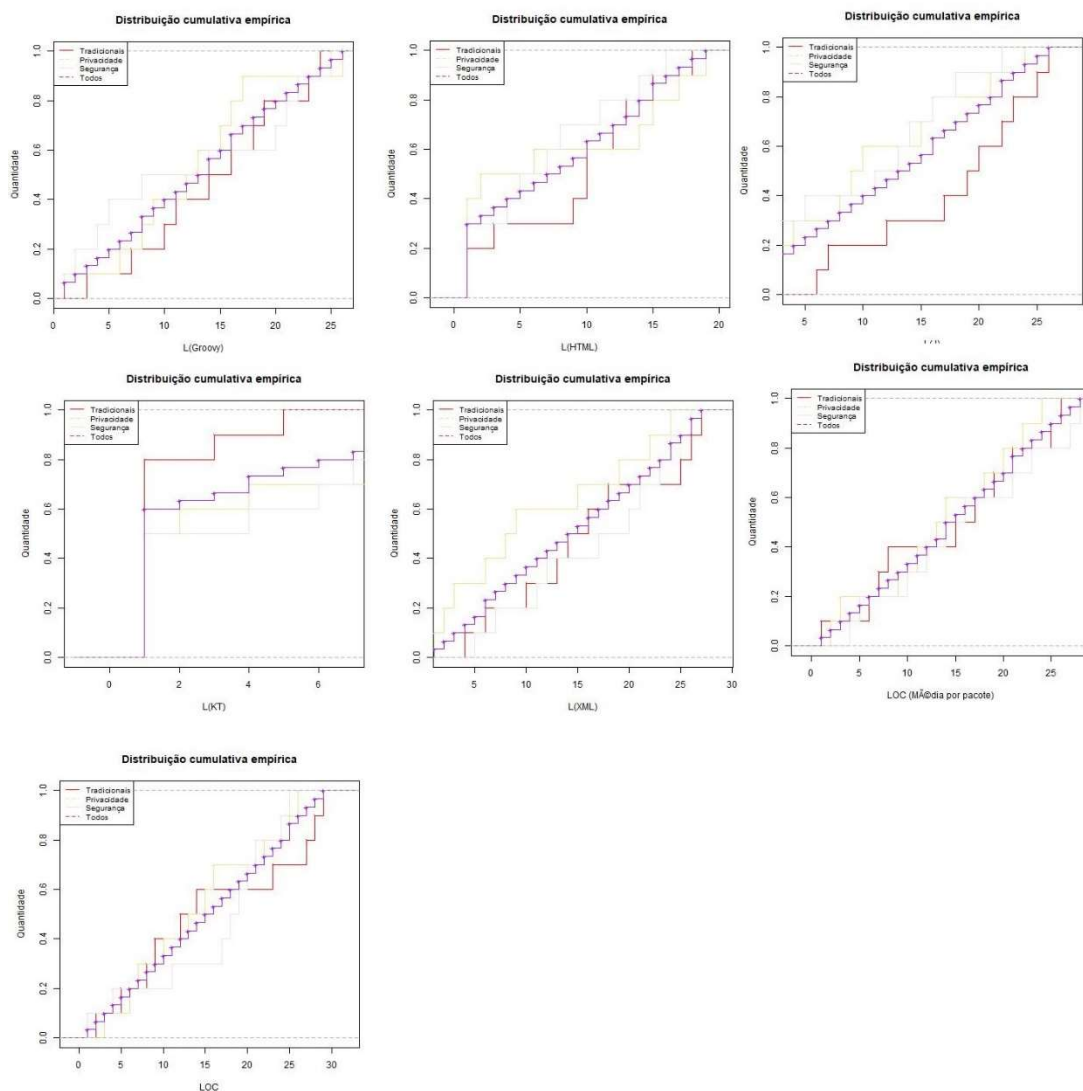 Distribuição cumulativa empírica
Tradicionais
Privacidade
Segurança
Todos
Quantidade
0.0 0.2 0.4 0.6 0.8 1.0
0 5 10 15 20 25
L(Groovy)
Distribuição cumulativa empírica
Tradicionais
Privacidade
Segurança
Todos
Quantidade
0.0 0.2 0.4 0.6 0.8 1.0
0 5 10 15 20
L(HTML)
Distribuição cumulativa empírica
Tradicionais
Privacidade
Segurança
Todos
Quantidade
0.0 0.2 0.4 0.6 0.8 1.0
5 10 15 20 25
Distribuição cumulativa empírica
Tradicionais
Privacidade
Segurança
Todos
Quantidade
0.0 0.2 0.4 0.6 0.8 1.0
0 2 4 6
L(KT)
Distribuição cumulativa empírica
Tradicionais
Privacidade
Segurança
Todos
Quantidade
0.0 0.2 0.4 0.6 0.8 1.0
5 10 15 20 25 30
L(XML)
Distribuição cumulativa empírica
Tradicionais
Privacidade
Segurança
Todos
Quantidade
0.0 0.2 0.4 0.6 0.8 1.0
0 5 10 15 20 25
LOC (MÃ©dia por pacote)
Distribuição cumulativa empírica
Tradicionais
Privacidade
Segurança
Todos
Quantidade
0.0 0.2 0.4 0.6 0.8 1.0
0 5 10 15 20 25 30
LOC